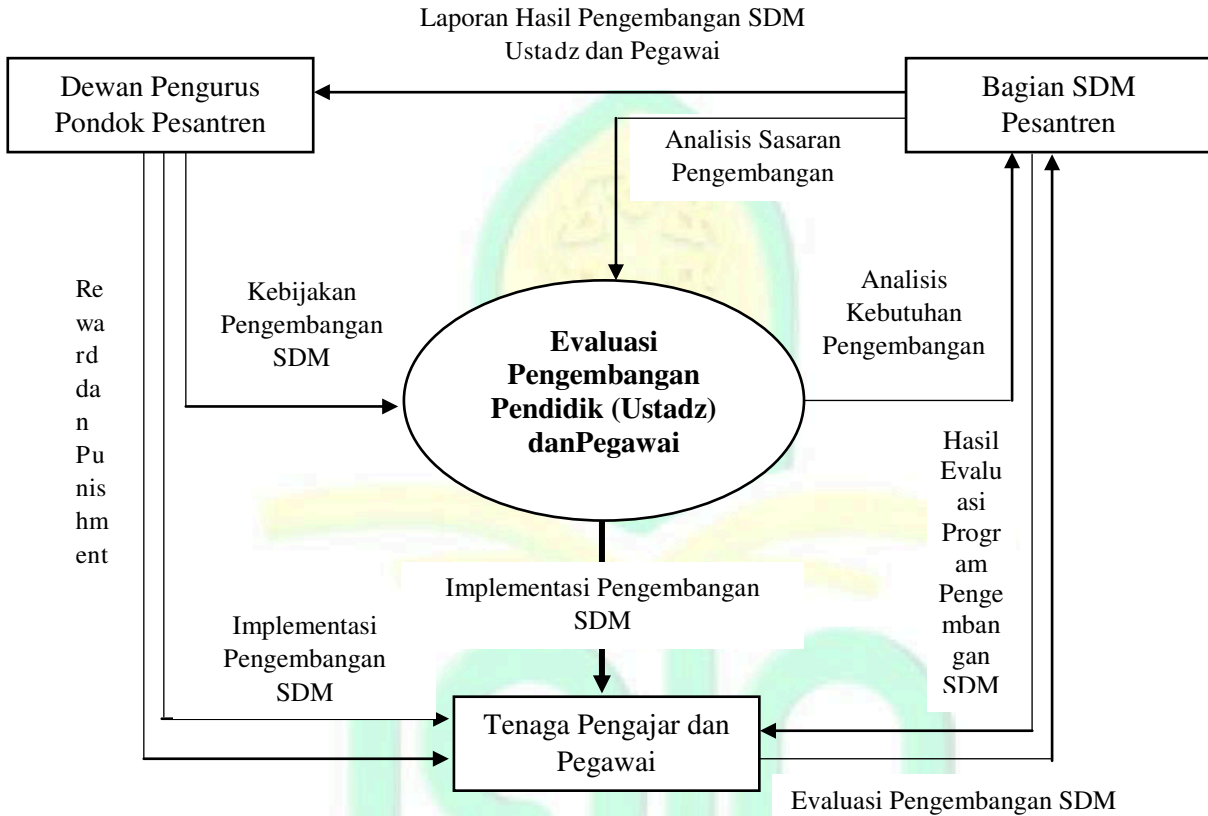 Laporan Hasil Pengembangan SDM
Ustadz dan Pegawai
Dewan Pengurus
Pondok Pesantren
Bagian SDM
Pesantren
Analisis Sasaran
Pengembangan
Re
wa
rd
da
n
Pu
nis
hm
ent
Kebijakan
Pengembangan
SDM
Evaluasi
Pengembangan
Pendidik (Ustadz)
danPegawai
Analisis
Kebutuhan
Pengembangan
Hasil
Evalu
asi
Progr
am
Penge
mban
gan
SDM
Implementasi Pengembangan
SDM
Implementasi
Pengembangan
SDM
Tenaga Pengajar dan
Pegawai
Evaluasi Pengembangan SDM